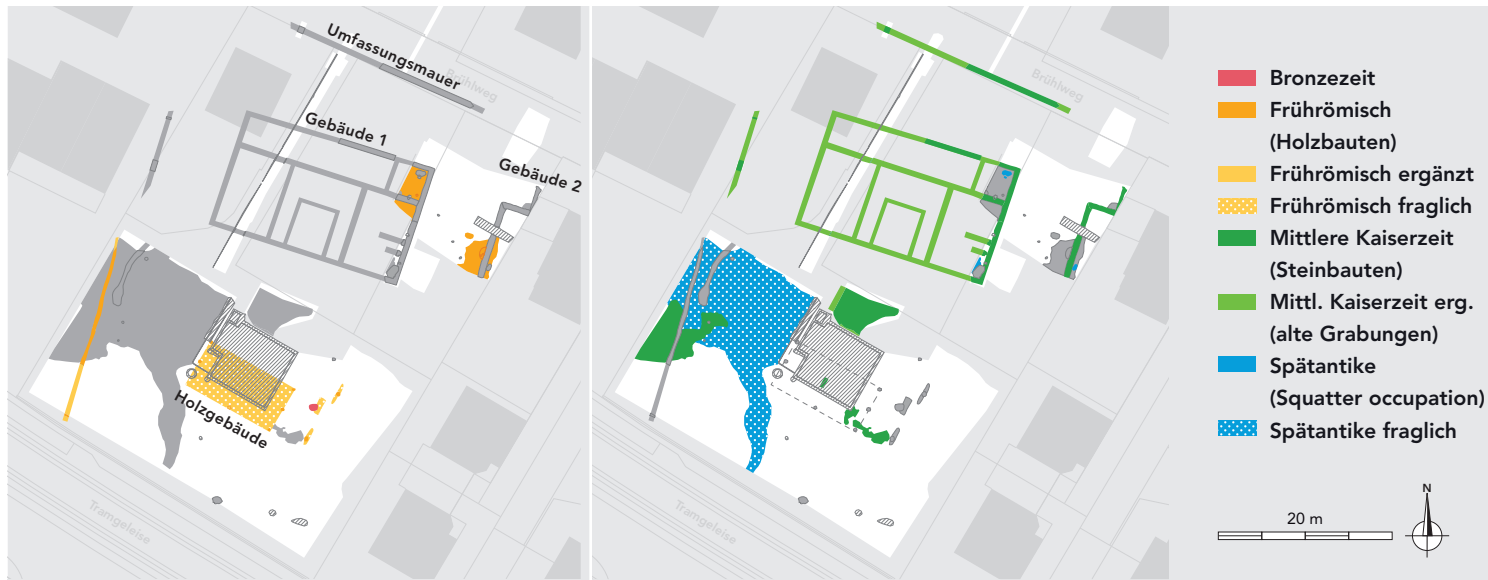 Umfassungsmauer
Brühlweg
Gebäude 1
Gebäude 2
Holzgebäude
Tramgeleise
Brühlweg
Tramgeleise
Bronzezeit
Frührömisch
(Holzbauten)
Frührömisch ergänzt
Frührömisch fraglich
Mittlere Kaiserzeit
(Steinbauten)
Mittl. Kaiserzeit erg.
(alte Grabungen)
Spätantike
(Squatter occupation)
Spätantike fraglich
20 m
N